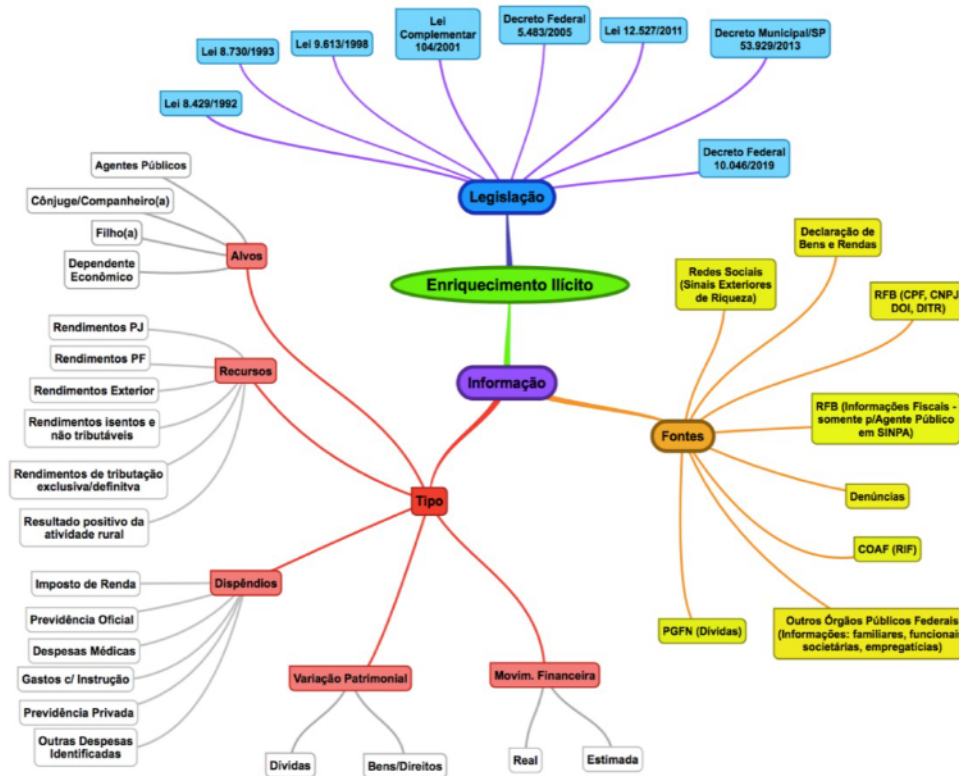 Lei
Complementar
104/2001
Decreto Federal
5.483/2005
Lei 12.527/2011
Decreto Municipal/SP
53.929/2013
Lei 9.613/1998
Lei 8.730/1993
Lei 8.429/1992
Decreto Federal
10.046/2019
Legislação
Enriquecimento Ilícito
Informação
Agentes Públicos
Cônjuge/Companheiro(a)
Filho(a)
Dependente
Econômico
Alvos
Rendimentos PJ
Rendimentos PF
Rendimentos Exterior
Rendimentos isentos e
não tributáveis
Rendimentos de tributação
exclusiva/definitva
Resultado positivo da
atividade rural
Recursos
Tipo
Imposto de Renda
Previdência Oficial
Despesas Médicas
Gastos c/ Instrução
Previdência Privada
Outras Despesas
Identificadas
Dispêndios
Variação Patrimonial
Dívidas
Bens/Direitos
Movim. Financeira
Real
Estimada
Fontes
Redes Sociais
(Sinais Exteriores
de Riqueza)
Declaração de
Bens e Rendas
RFB (CPF, CNPJ
DOI, DITR)
RFB (Informações Fiscais -
somente p/Agente Público
em SINPA)
Denúncias
COAF (RIF)
Outros Órgãos Públicos Federais
(Informações: familiares, funcionai
societárias, empregatícias)
PGFN (Dívidas)